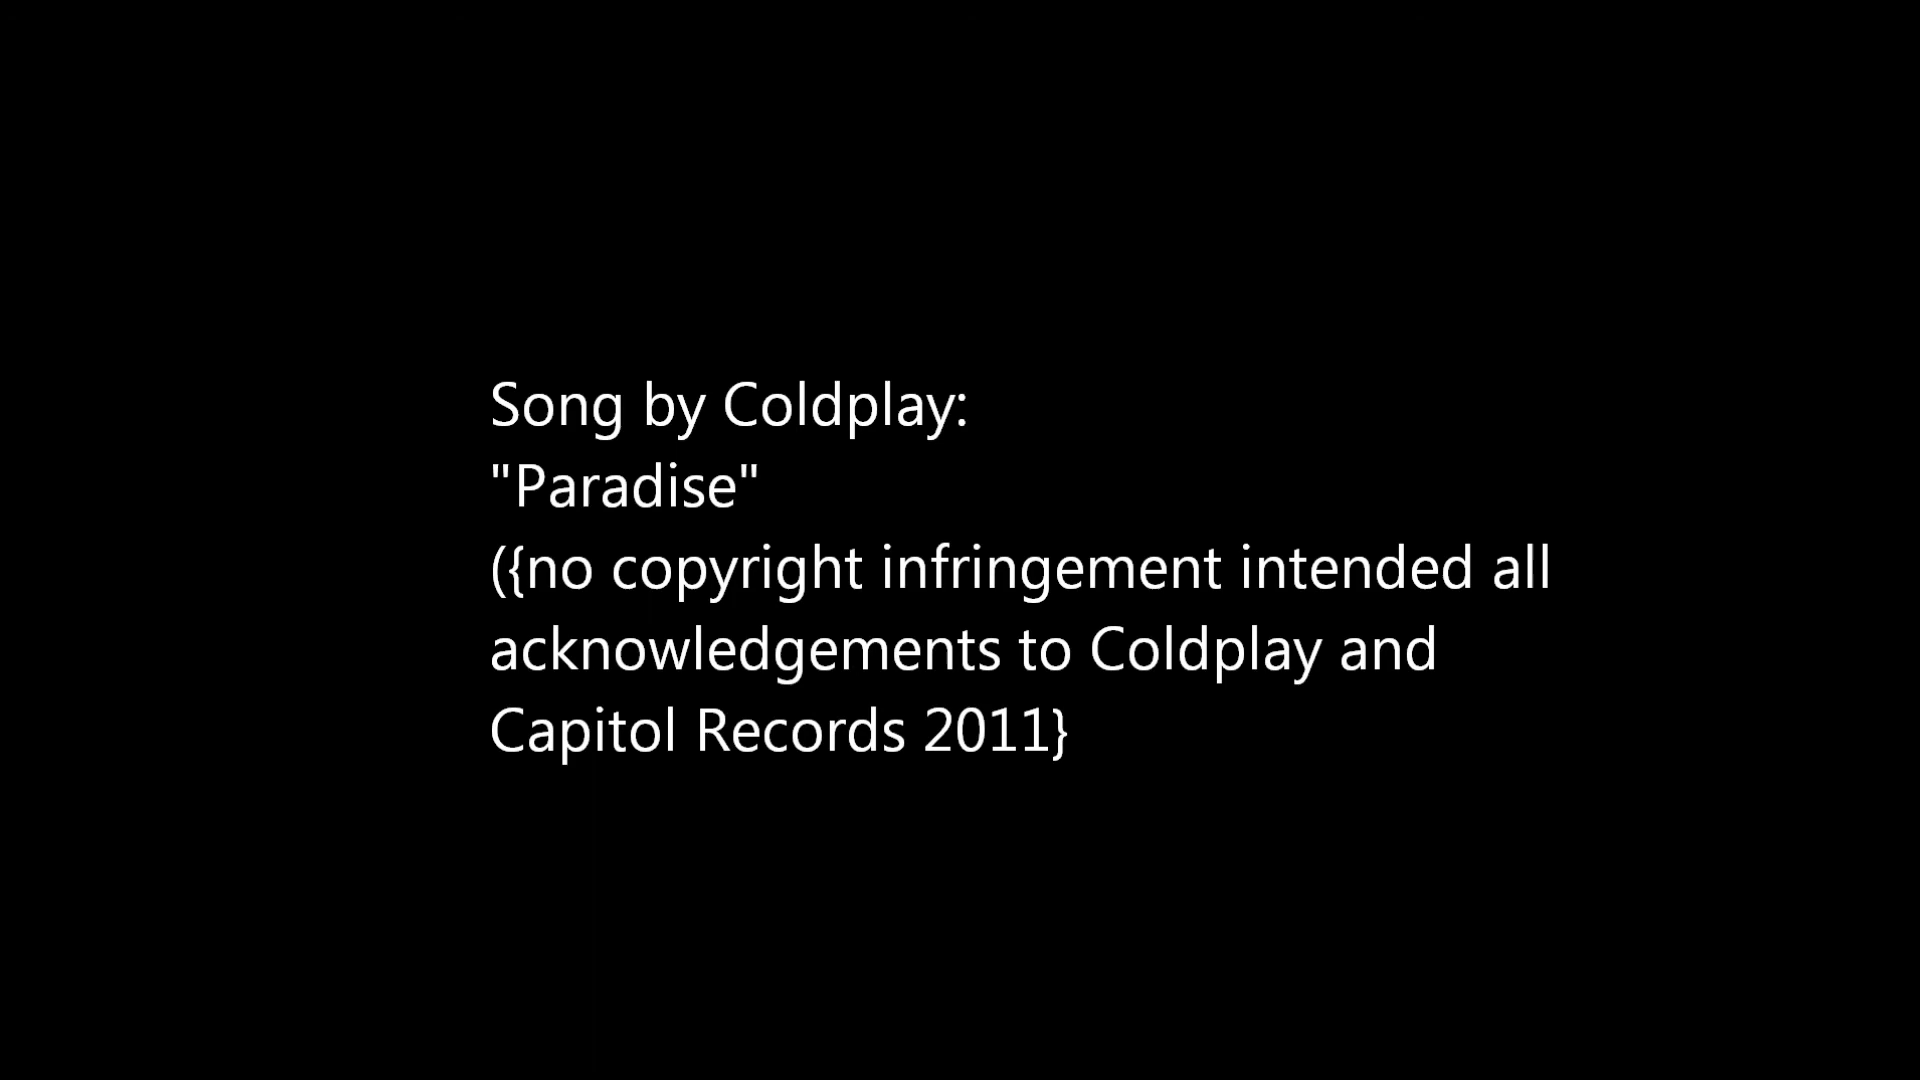 Song by Coldplay:
"Paradise"
({no copyright infringement intended all
acknowledgements to Coldplay and
Capitol Records 2011}